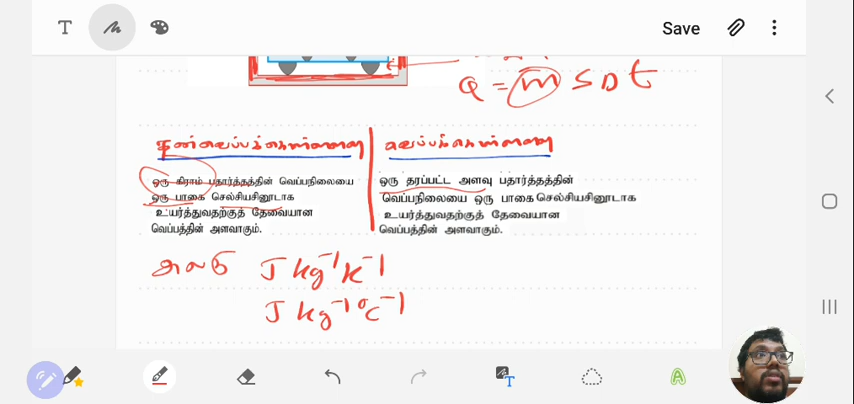 T
Save
Q = m S D t
தன்வெப்பக்கொள்ளளவு
வெப்பக்கொள்ளளவு
ஒரு கிராம் பதார்த்தத்தின் வெப்பநிலையை
ஒரு பாகை செல்சியசினூடாக
உயர்த்துவதற்குத் தேவையான
வெப்பத்தின் அளவாகும்.
ஒரு தரப்பட்ட அளவு பதார்த்தத்தின்
வெப்பநிலையை ஒரு பாகை செல்சியசினூடாக
உயர்த்துவதற்குத் தேவையான
வெப்பத்தின் அளவாகும்.
அலகு J kg⁻¹ K⁻¹
J kg⁻¹ °C⁻¹